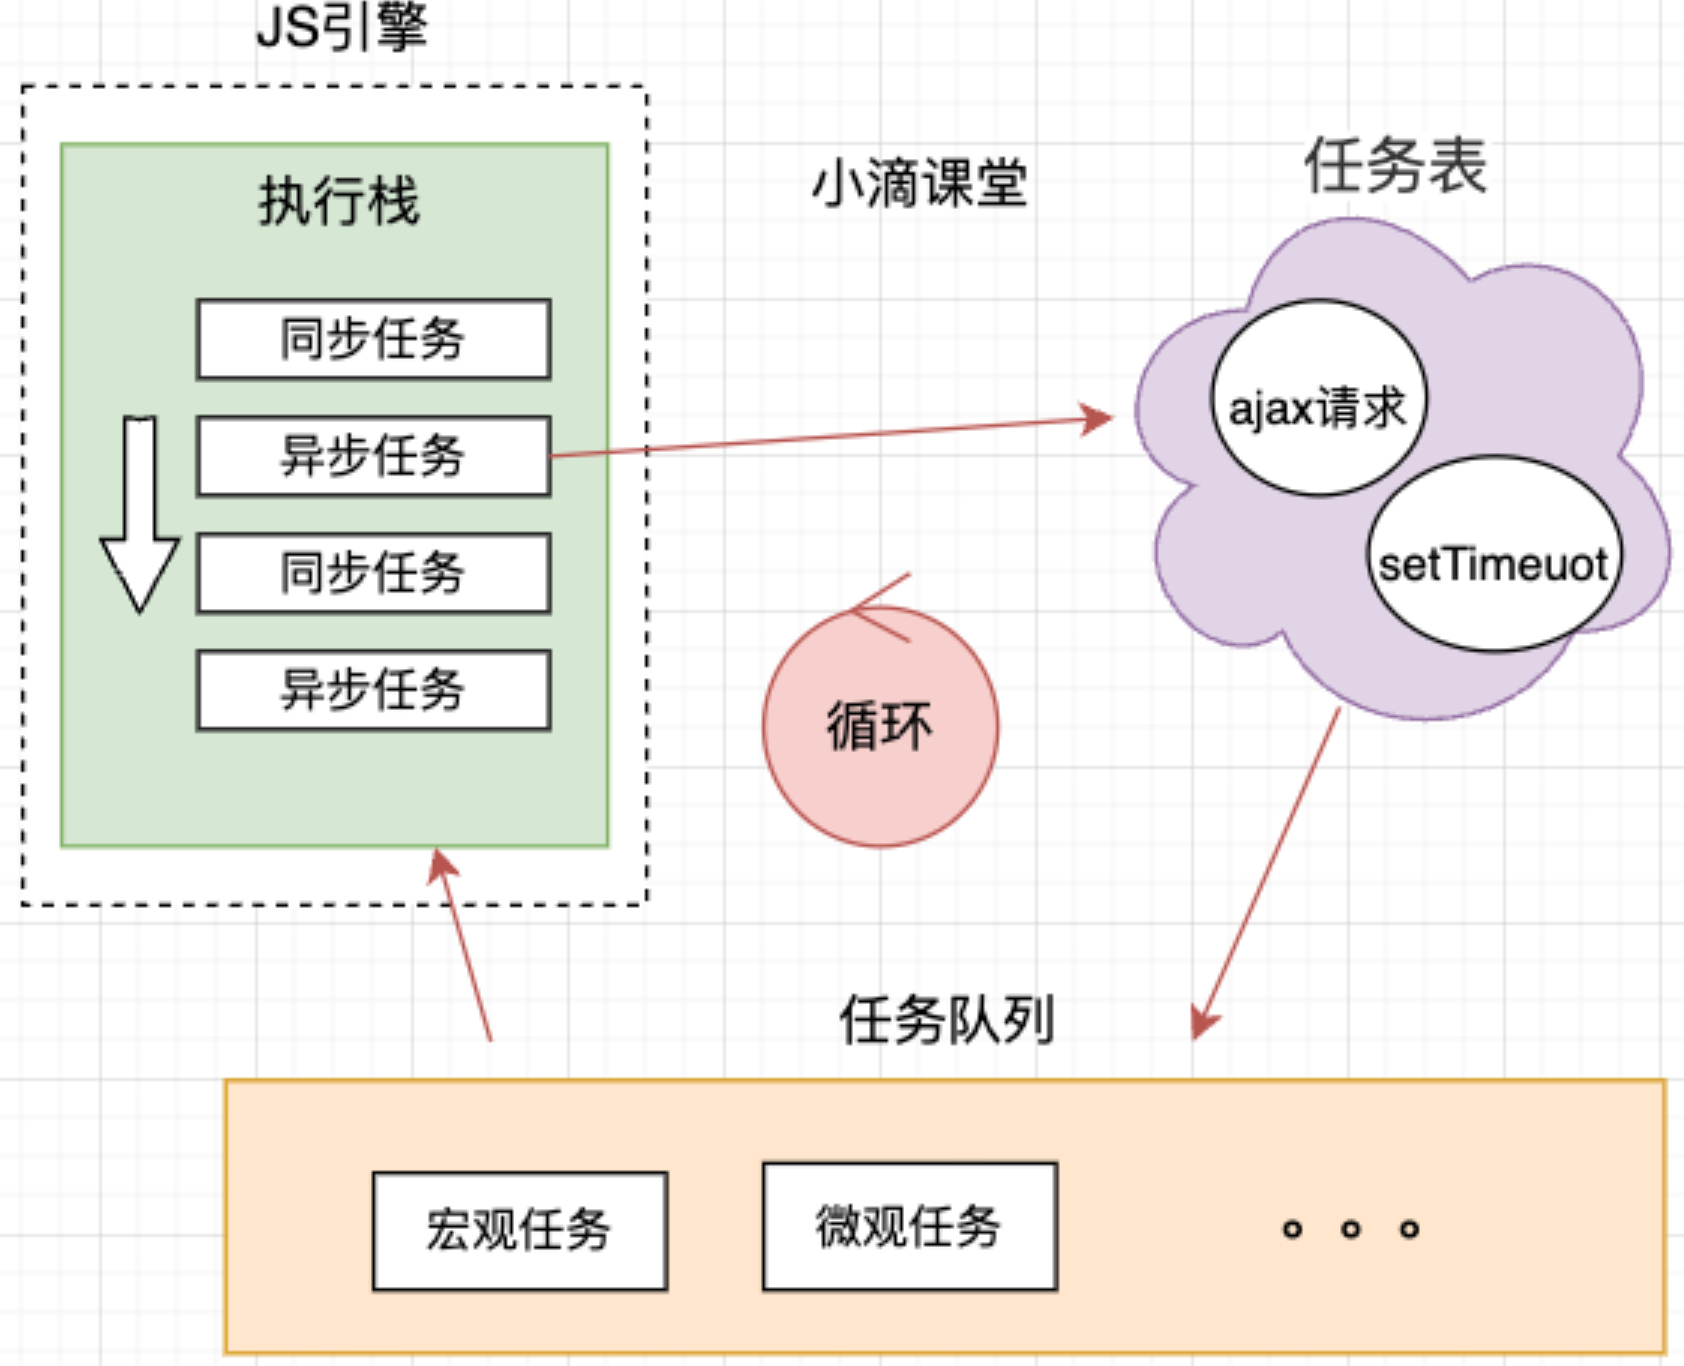 JS引擎
执行栈
同步任务
异步任务
同步任务
异步任务
小滴课堂
任务表
ajax请求
setTimeuot
循环
任务队列
宏观任务
微观任务